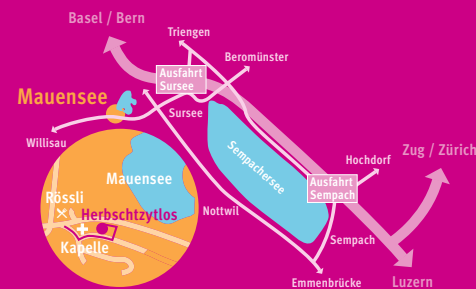 Basel / Bern
Triengen
Beromünster
Ausfahrt
Sursee
Mauensee
Sursee
Willisau
Sempachersee
Hochdorf
Zug / Zürich
Mauensee
Ausfahrt
Sempach
Rössli
Herbschtzytlos
Nottwil
Kapelle
Sempach
Emmenbrücke
Luzern